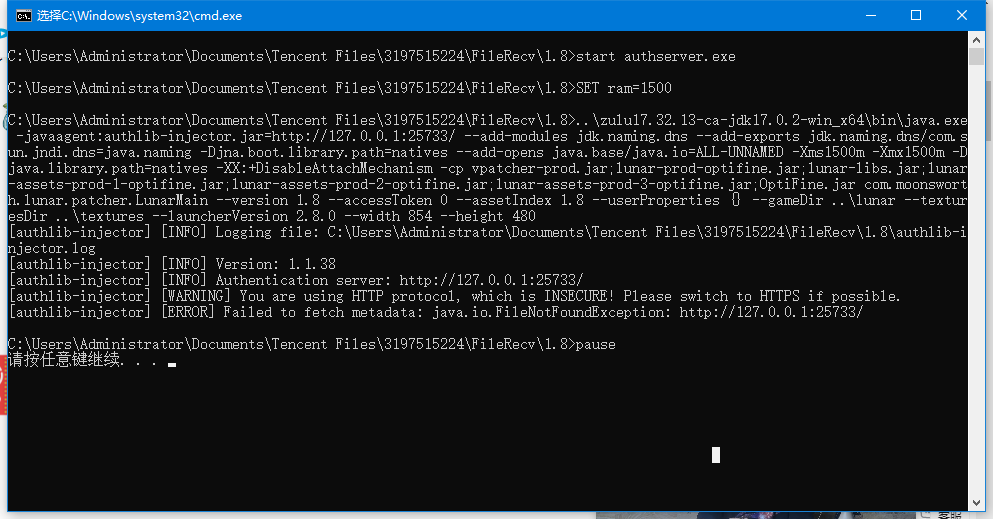 选择C:\Windows\system32\cmd.exe
C:\Users\Administrator\Documents\Tencent Files\3197515224\FileRecv\1.8>start authserver.exe
C:\Users\Administrator\Documents\Tencent Files\3197515224\FileRecv\1.8>SET ram=1500
C:\Users\Administrator\Documents\Tencent Files\3197515224\FileRecv\1.8>..\zulu17.32.13-ca-jdk17.0.2-win_x64\bin\java.exe
 -javaagent:authlib-injector.jar=http://127.0.0.1:25733/ --add-modules jdk.naming.dns --add-exports jdk.naming.dns/com.s
un.jndi.dns=java.naming -Djna.boot.library.path=natives --add-opens java.base/java.io=ALL-UNNAMED -Xms1500m -Xmx1500m -D
java.library.path=natives -XX:+DisableAttachMechanism -cp vpatcher-prod.jar;lunar-prod-optifine.jar;lunar-libs.jar;lunar
-assets-prod-1-optifine.jar;lunar-assets-prod-2-optifine.jar;lunar-assets-prod-3-optifine.jar;OptiFine.jar com.moonswort
h.lunar.patcher.LunarMain --version 1.8 --accessToken 0 --assetIndex 1.8 --userProperties {} --gameDir ..\lunar --textur
esDir ..\textures --launcherVersion 2.8.0 --width 854 --height 480
[authlib-injector] [INFO] Logging file: C:\Users\Administrator\Documents\Tencent Files\3197515224\FileRecv\1.8\authlib-i
njector.log
[authlib-injector] [INFO] Version: 1.1.38
[authlib-injector] [INFO] Authentication server: http://127.0.0.1:25733/
[authlib-injector] [WARNING] You are using HTTP protocol, which is INSECURE! Please switch to HTTPS if possible.
[authlib-injector] [ERROR] Failed to fetch metadata: java.io.FileNotFoundException: http://127.0.0.1:25733/
C:\Users\Administrator\Documents\Tencent Files\3197515224\FileRecv\1.8>pause
请按任意键继续. . .